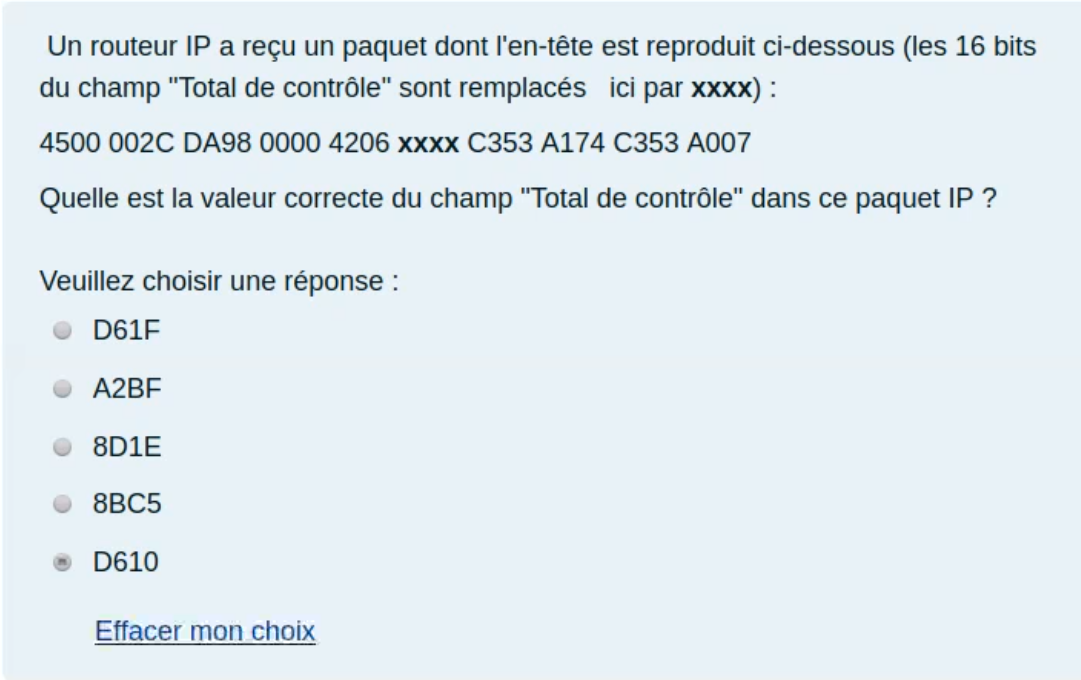 Un routeur IP a reçu un paquet dont l'en-tête est reproduit ci-dessous (les 16 bits
du champ "Total de contrôle" sont remplacés ici par xxxx) :
4500 002C DA98 0000 4206 xxxx C353 A174 C353 A007
Quelle est la valeur correcte du champ "Total de contrôle" dans ce paquet IP ?
Veuillez choisir une réponse :
D61F
A2BF
8D1E
8BC5
D610
Effacer mon choix